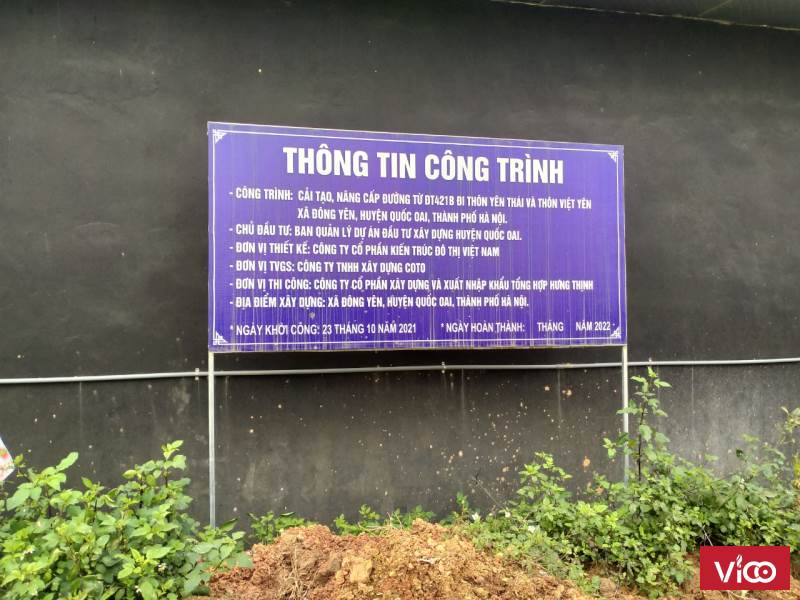 THÔNG TIN CÔNG TRÌNH
- CÔNG TRÌNH: CẢI TẠO, NÂNG CẤP ĐƯỜNG TỪ ĐT421B ĐI THÔN YÊN THÁI VÀ THÔN VIỆT YÊN
XÃ ĐÔNG YÊN, HUYỆN QUỐC OAI, THÀNH PHỐ HÀ NỘI.
- CHỦ ĐẦU TƯ: BAN QUẢN LÝ DỰ ÁN ĐẦU TƯ XÂY DỰNG HUYỆN QUỐC OAI.
- ĐƠN VỊ THIẾT KẾ: CÔNG TY CỔ PHẦN KIẾN TRÚC ĐÔ THỊ VIỆT NAM
- ĐƠN VỊ TVGS: CÔNG TY TNHH XÂY DỰNG COTO
- ĐƠN VỊ THI CÔNG: CÔNG TY CỔ PHẦN XÂY DỰNG VÀ XUẤT NHẬP KHẨU TỔNG HỢP HƯNG THỊNH
- ĐỊA ĐIỂM XÂY DỰNG: XÃ ĐÔNG YÊN, HUYỆN QUỐC OAI, THÀNH PHỐ HÀ NỘI.
* NGÀY KHỞI CÔNG: 23 THÁNG 10 NĂM 2021 * NGÀY HOÀN THÀNH: THÁNG NĂM 2022
VICO